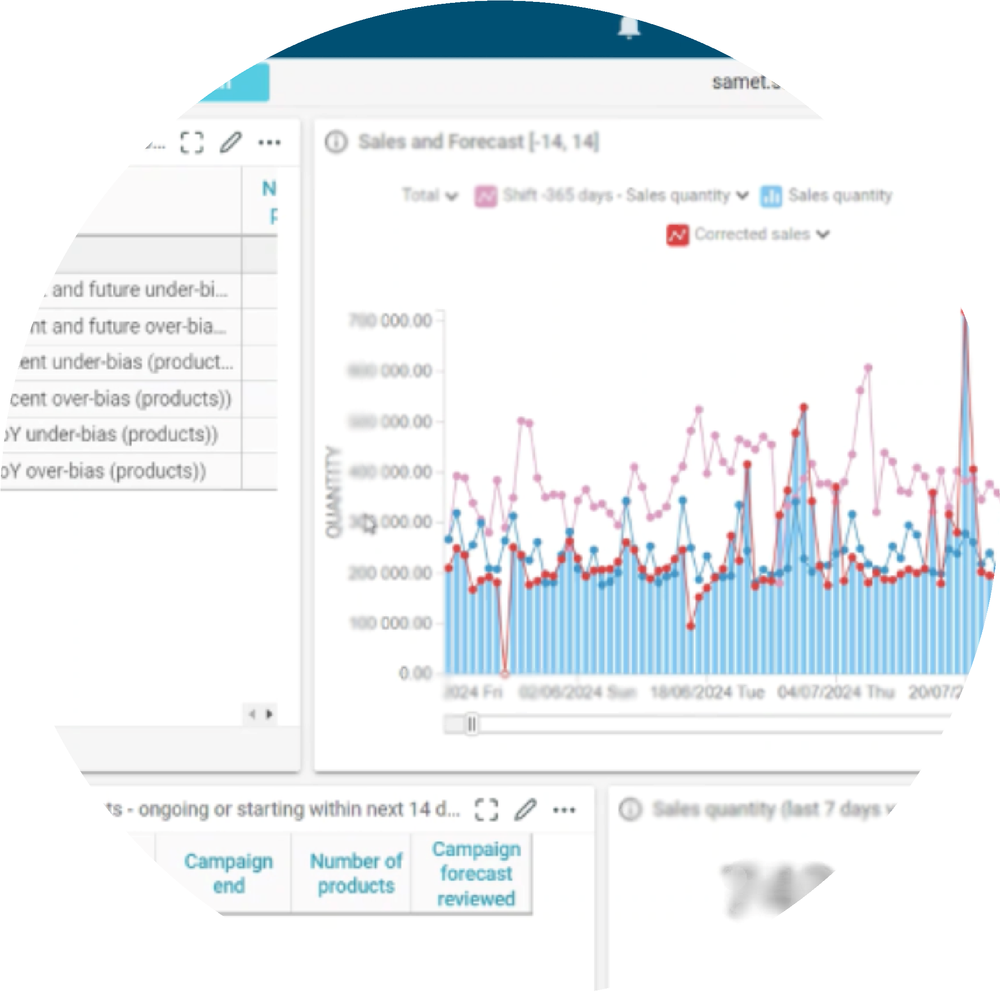 samet.
Sales and Forecast [-14, 14]
N
Total Shift -365 days - Sales quantity Sales quantity
Corrected sales
and future under-bi...
nt and future over-bia...
ent under-bias (product...
cent over-bias (products))
oY under-bias (products))
oY over-bias (products))
700 000.00
600 000.00
500 000.00
400 000.00
300 000.00
200 000.00
100 000.00
0.00
QUANTITY
2024 Fri 02/06/2024 Sun 18/06/2024 Tue 04/07/2024 Thu 20/07/2
ts - ongoing or starting within next 14 d...
Sales quantity (last 7 days
Campaign
end
Number of
products
Campaign
forecast
reviewed